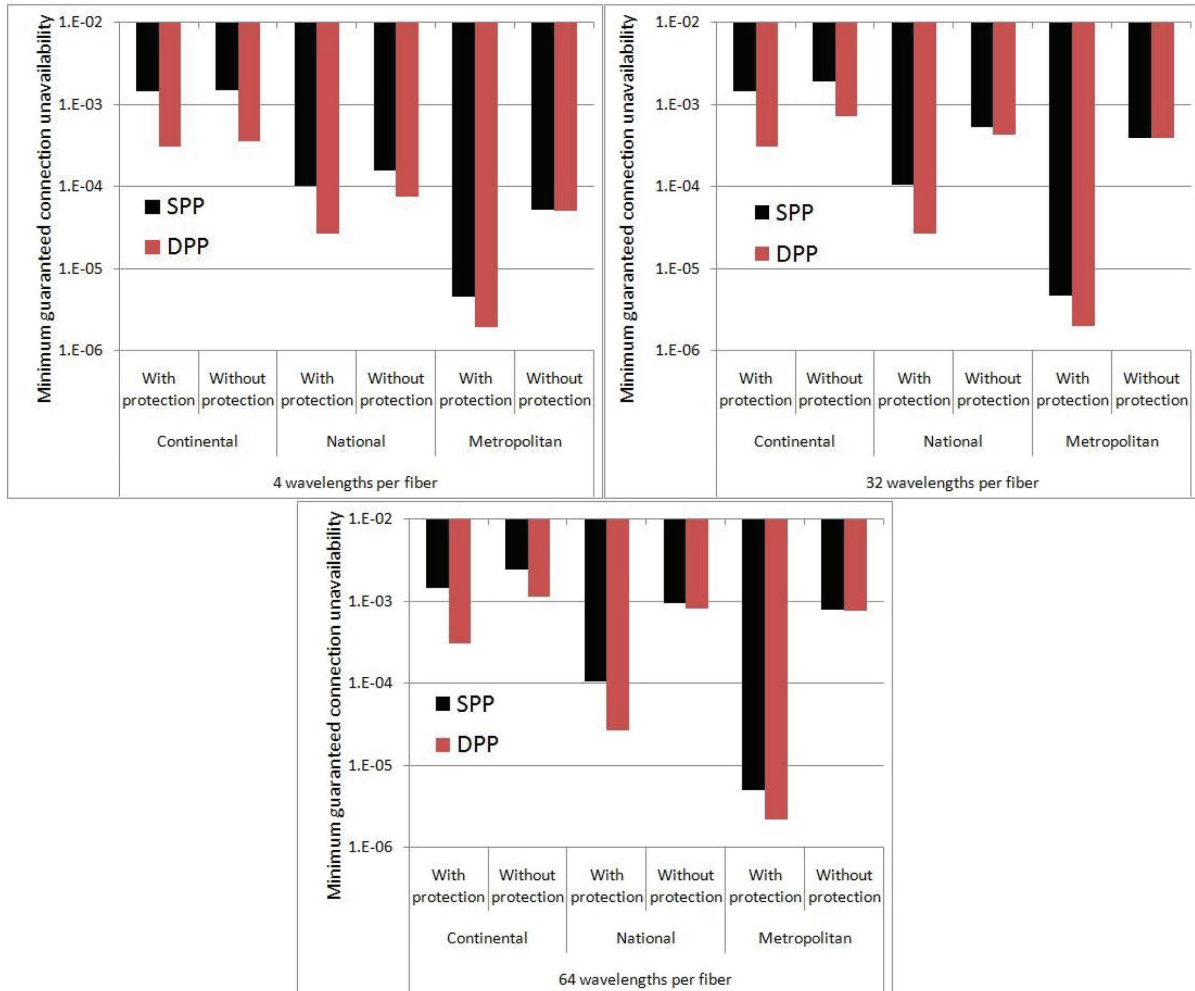 Minimum guaranteed connection unavailability
1.E-02
1.E-03
1.E-04
1.E-05
1.E-06
SPP
DPP
With protection
Without protection
With protection
Without protection
With protection
Without protection
Continental
National
Metropolitan
4 wavelengths per fiber
Minimum guaranteed connection unavailability
1.E-02
1.E-03
1.E-04
1.E-05
1.E-06
SPP
DPP
With protection
Without protection
With protection
Without protection
With protection
Without protection
Continental
National
Metropolitan
32 wavelengths per fiber
Minimum guaranteed connection unavailability
1.E-02
1.E-03
1.E-04
1.E-05
1.E-06
SPP
DPP
With protection
Without protection
With protection
Without protection
With protection
Without protection
Continental
National
Metropolitan
64 wavelengths per fiber